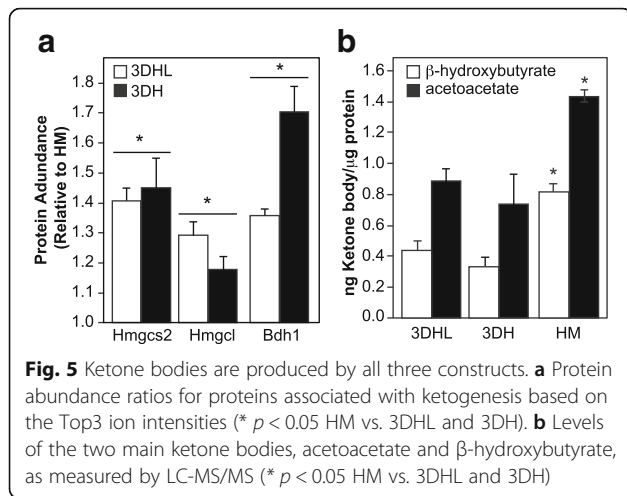 a
3DHL
3DH
Protein Adundance
(Relative to HM)
1.8
1.7
1.6
1.5
1.4
1.3
1.2
1.1
1.0
*
*
*
Hmgcs2 Hmgcl Bdh1
b
β-hydroxybutyrate
acetoacetate
ng Ketone body/µg protein
1.6
1.4
1.2
1.0
0.8
0.6
0.4
0.2
0.0
*
*
3DHL 3DH HM
Fig. 5 Ketone bodies are produced by all three constructs. a Protein
abundance ratios for proteins associated with ketogenesis based on
the Top3 ion intensities (* p < 0.05 HM vs. 3DHL and 3DH). b Levels
of the two main ketone bodies, acetoacetate and β-hydroxybutyrate,
as measured by LC-MS/MS (* p < 0.05 HM vs. 3DHL and 3DH)